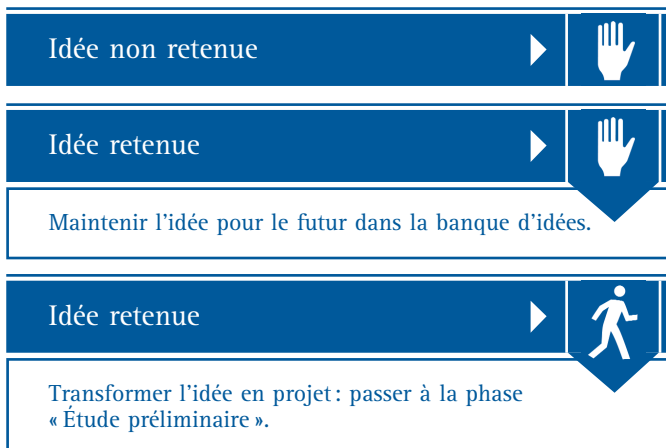 Idée non retenue
Idée retenue
Maintenir l'idée pour le futur dans la banque d'idées.
Idée retenue
Transformer l'idée en projet : passer à la phase
« Étude préliminaire ».